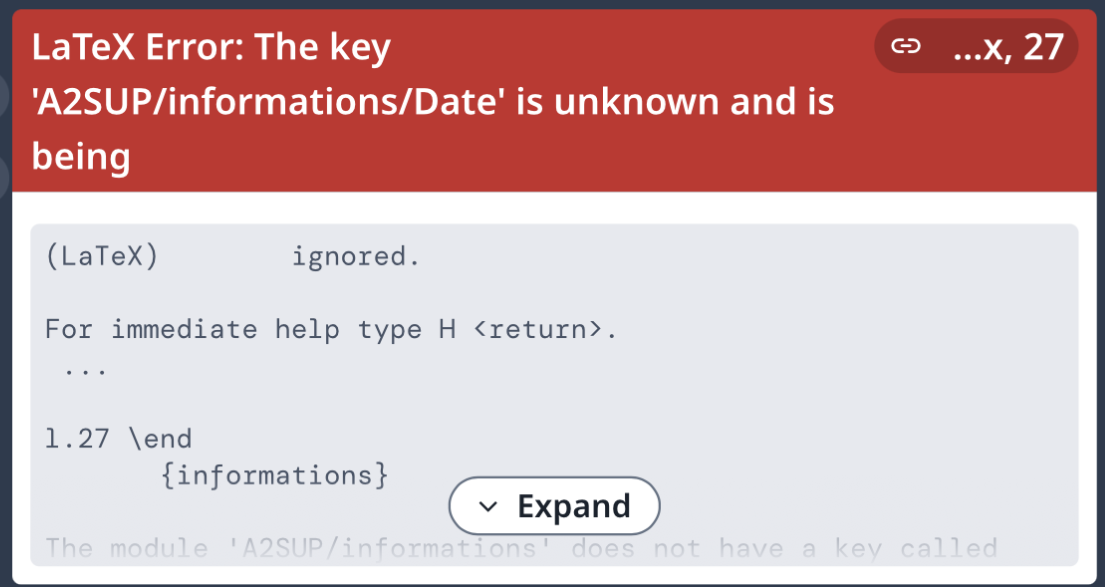 LaTeX Error: The key
...x, 27
'A2SUP/informations/Date' is unknown and is
being
(LaTeX)        ignored.
For immediate help type H <return>.
...
l.27 \end
{informations}
Expand
The module 'A2SUP/informations' does not have a key called